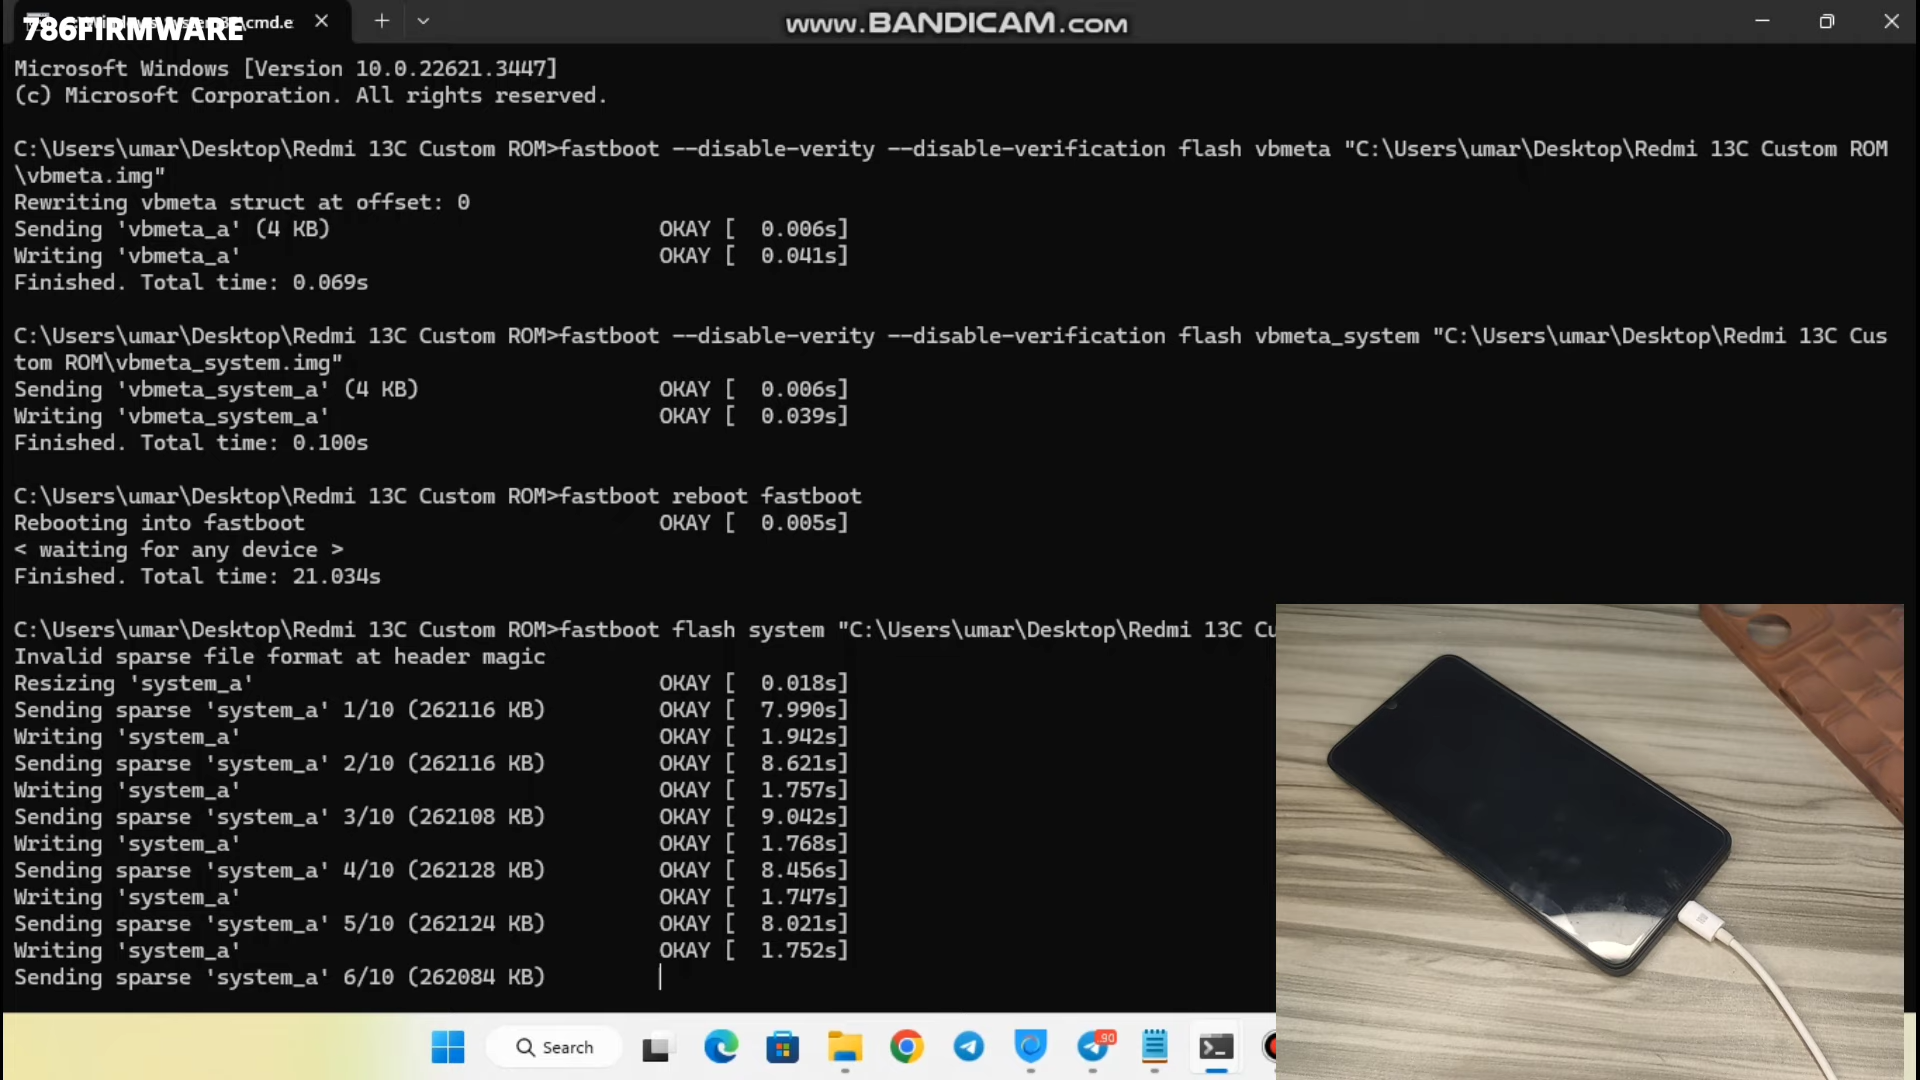 786FIRMWARE
cmd.e
www.BANDICAM.com
Microsoft Windows [Version 10.0.22621.3447]
(c) Microsoft Corporation. All rights reserved.
C:\Users\umar\Desktop\Redmi 13C Custom ROM>fastboot --disable-verity --disable-verification flash vbmeta "C:\Users\umar\Desktop\Redmi 13C Custom ROM
\vbmeta.img"
Rewriting vbmeta struct at offset: 0
Sending 'vbmeta_a' (4 KB) OKAY [ 0.006s]
Writing 'vbmeta_a' OKAY [ 0.041s]
Finished. Total time: 0.069s
C:\Users\umar\Desktop\Redmi 13C Custom ROM>fastboot --disable-verity --disable-verification flash vbmeta_system "C:\Users\umar\Desktop\Redmi 13C Cus
tom ROM\vbmeta_system.img"
Sending 'vbmeta_system_a' (4 KB) OKAY [ 0.006s]
Writing 'vbmeta_system_a' OKAY [ 0.039s]
Finished. Total time: 0.100s
C:\Users\umar\Desktop\Redmi 13C Custom ROM>fastboot reboot fastboot
Rebooting into fastboot OKAY [ 0.005s]
< waiting for any device >
Finished. Total time: 21.034s
C:\Users\umar\Desktop\Redmi 13C Custom ROM>fastboot flash system "C:\Users\umar\Desktop\Redmi 13C Cu
Invalid sparse file format at header magic
Resizing 'system_a' OKAY [ 0.018s]
Sending sparse 'system_a' 1/10 (262116 KB) OKAY [ 7.990s]
Writing 'system_a' OKAY [ 1.942s]
Sending sparse 'system_a' 2/10 (262116 KB) OKAY [ 8.621s]
Writing 'system_a' OKAY [ 1.757s]
Sending sparse 'system_a' 3/10 (262108 KB) OKAY [ 9.042s]
Writing 'system_a' OKAY [ 1.768s]
Sending sparse 'system_a' 4/10 (262128 KB) OKAY [ 8.456s]
Writing 'system_a' OKAY [ 1.747s]
Sending sparse 'system_a' 5/10 (262124 KB) OKAY [ 8.021s]
Writing 'system_a' OKAY [ 1.752s]
Sending sparse 'system_a' 6/10 (262084 KB)
Search
90